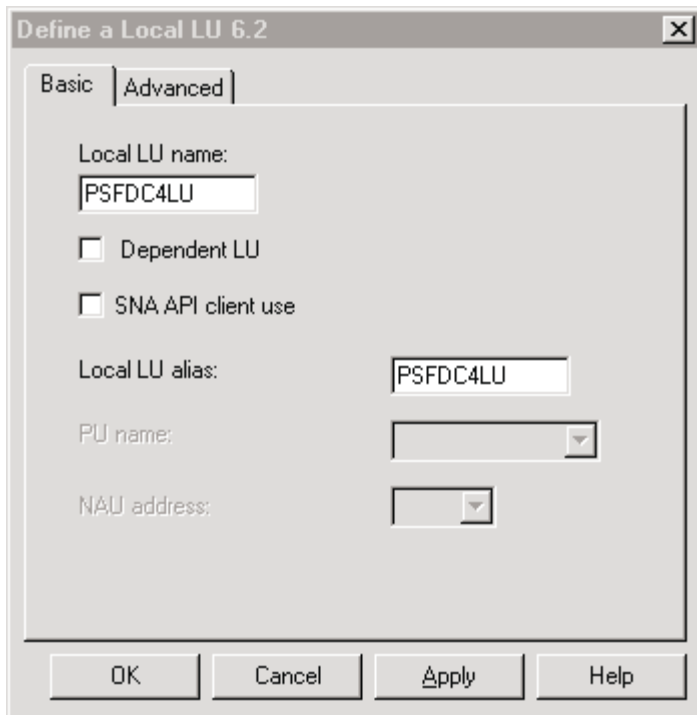 Define a Local LU 6.2
Basic Advanced
Local LU name:
PSFDC4LU
Dependent LU
SNA API client use
Local LU alias: PSFDC4LU
PU name:
NAU address:
OK Cancel Apply Help